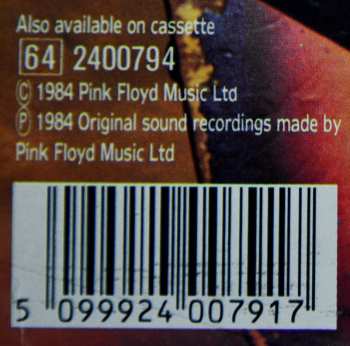 Also available on cassette
64 2400794
Ⓒ 1984 Pink Floyd Music Ltd
Ⓟ 1984 Original sound recordings made by
Pink Floyd Music Ltd
5 099924 007917